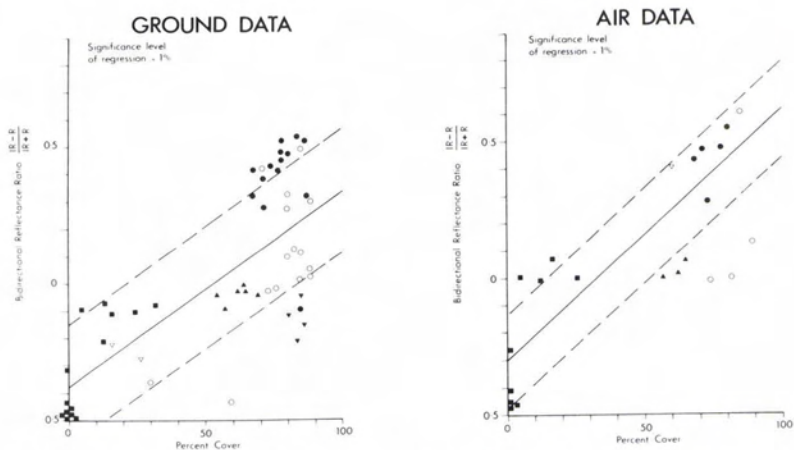 GROUND DATA
Significance level
of regression - 1%
Bidirectional Reflectance Ratio IR-R
IR+R
0.5
0
0.5
0
50
100
Percent Cover
AIR DATA
Significance level
of regression - 1%
Bidirectional Reflectance Ratio IR-R
IR+R
0.5
0
0.5
0
50
100
Percent Cover